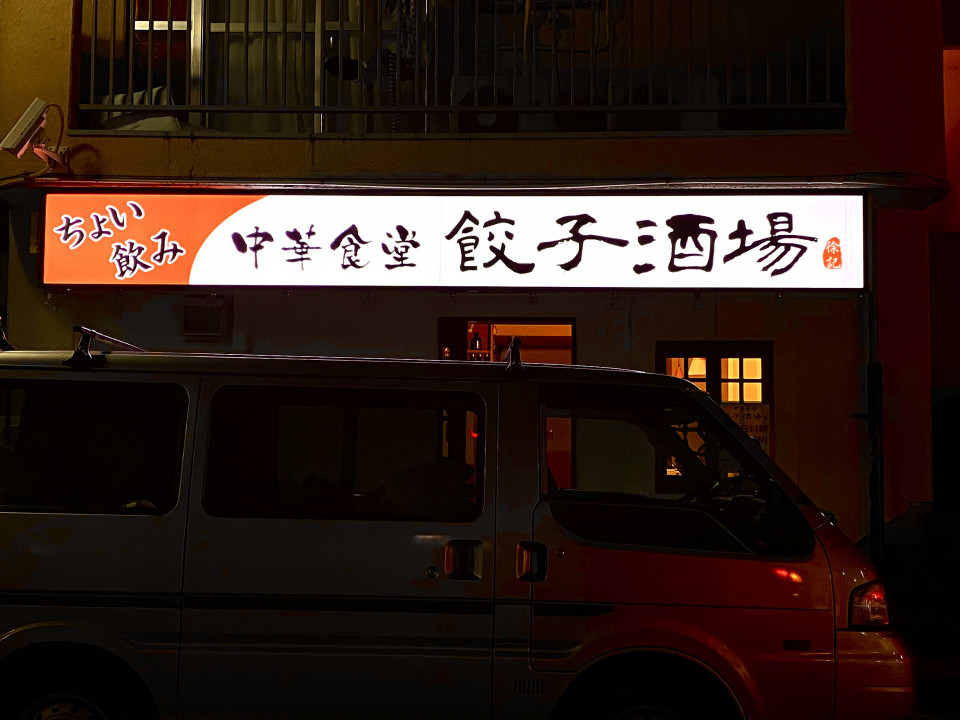 ちょい
飲み
中華食堂 餃子酒場
徐記